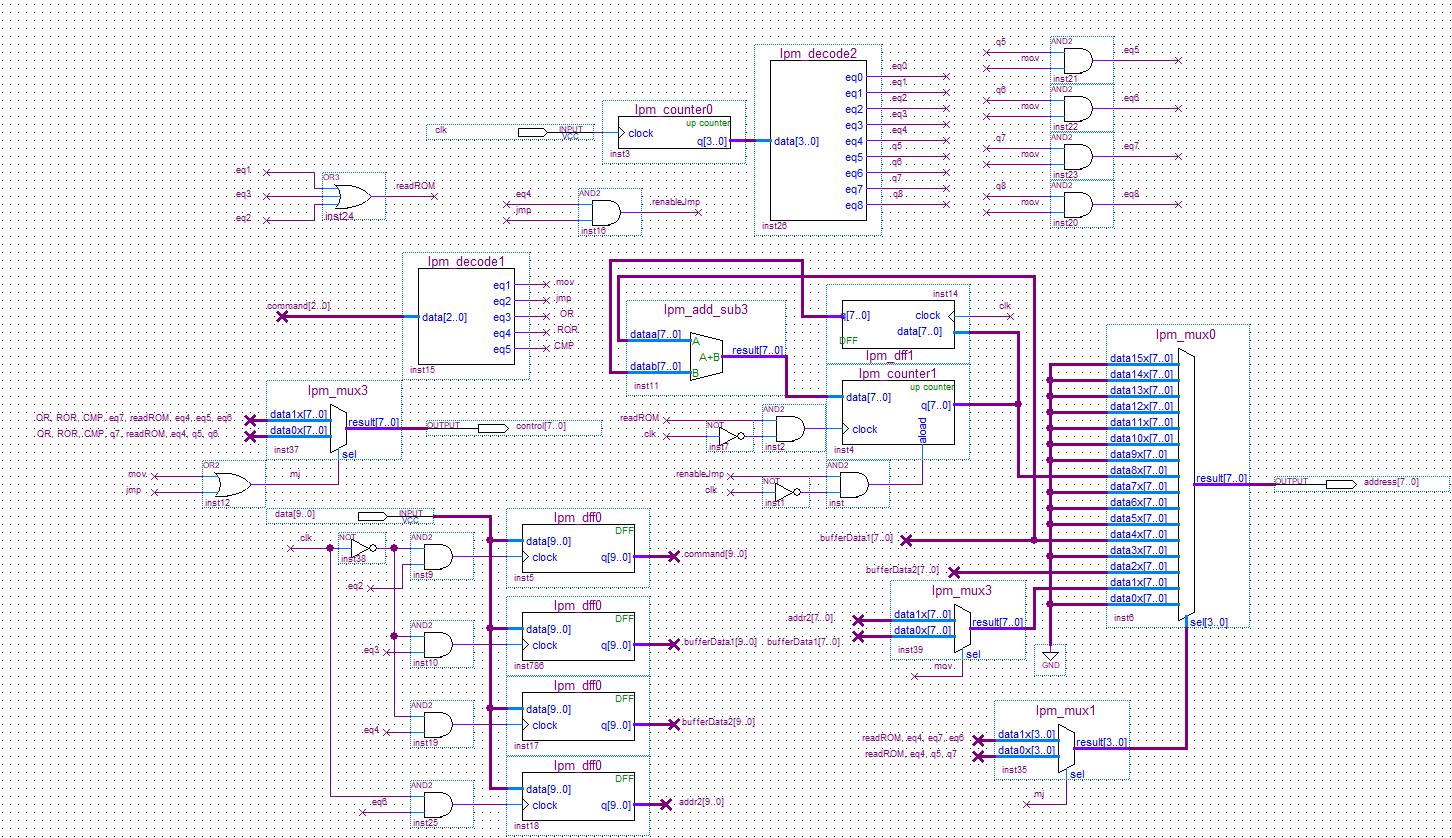 lpm_decode2
eq0
eq1
eq2
eq3
eq4
eq5
eq6
eq7
eq8
data[3..0]
inst26
eq0
eq1
eq2
eq3
eq4
q5
q6
q7
q8
lpm_counter0
up counter
clock
q[3..0]
inst3
clk
INPUT
VCC
q5
mov
AND2
inst21
eq5
q6
mov
AND2
inst22
eq6
q7
mov
AND2
inst23
eq7
q8
mov
AND2
inst20
eq8
eq1
eq3
eq2
OR3
inst24
readROM
eq4
jmp
AND2
inst16
renableJmp
lpm_decode1
command[2..0]
data[2..0]
eq1
eq2
eq3
eq4
eq5
inst15
mov
jmp
OR
ROR
CMP
lpm_add_sub3
dataa[7..0]
datab[7..0]
A
B
A+B
result[7..0]
inst11
inst14
q[7..0]
clock
data[7..0]
DFF
lpm_dff1
clk
lpm_counter1
up counter
data[7..0]
q[7..0]
clock
aload
inst4
lpm_mux0
data15x[7..0]
data14x[7..0]
data13x[7..0]
data12x[7..0]
data11x[7..0]
data10x[7..0]
data9x[7..0]
data8x[7..0]
data7x[7..0]
data6x[7..0]
data5x[7..0]
data4x[7..0]
data3x[7..0]
data2x[7..0]
data1x[7..0]
data0x[7..0]
result[7..0]
sel[3..0]
inst6
OUTPUT
address[7..0]
lpm_mux3
OR, ROR, CMP, eq7, readROM, eq4, eq5, eq6
OR, ROR, CMP, q7, readROM, eq4, q5, q6
data1x[7..0]
data0x[7..0]
result[7..0]
sel
inst37
OUTPUT
control[7..0]
mov
jmp
OR2
inst12
mj
readROM
clk
NOT
inst7
AND2
inst2
renableJmp
clk
NOT
inst1
AND2
inst
data[9..0]
INPUT
VCC
clk
NOT
inst38
AND2
inst9
eq2
lpm_dff0
DFF
data[9..0]
clock
q[9..0]
inst5
command[9..0]
AND2
inst10
eq3
lpm_dff0
DFF
data[9..0]
clock
q[9..0]
inst786
bufferData1[9..0]
AND2
inst19
eq4
lpm_dff0
DFF
data[9..0]
clock
q[9..0]
inst17
bufferData2[9..0]
AND2
inst25
eq6
lpm_dff0
DFF
data[9..0]
clock
q[9..0]
inst18
addr2[9..0]
bufferData1[7..0]
bufferData2[7..0]
lpm_mux3
addr2[7..0]
bufferData1[7..0]
data1x[7..0]
data0x[7..0]
result[7..0]
sel
inst39
mov
GND
lpm_mux1
readROM, eq4, eq7, eq6
readROM, eq4, q5, q7
data1x[3..0]
data0x[3..0]
result[3..0]
sel
inst35
mj